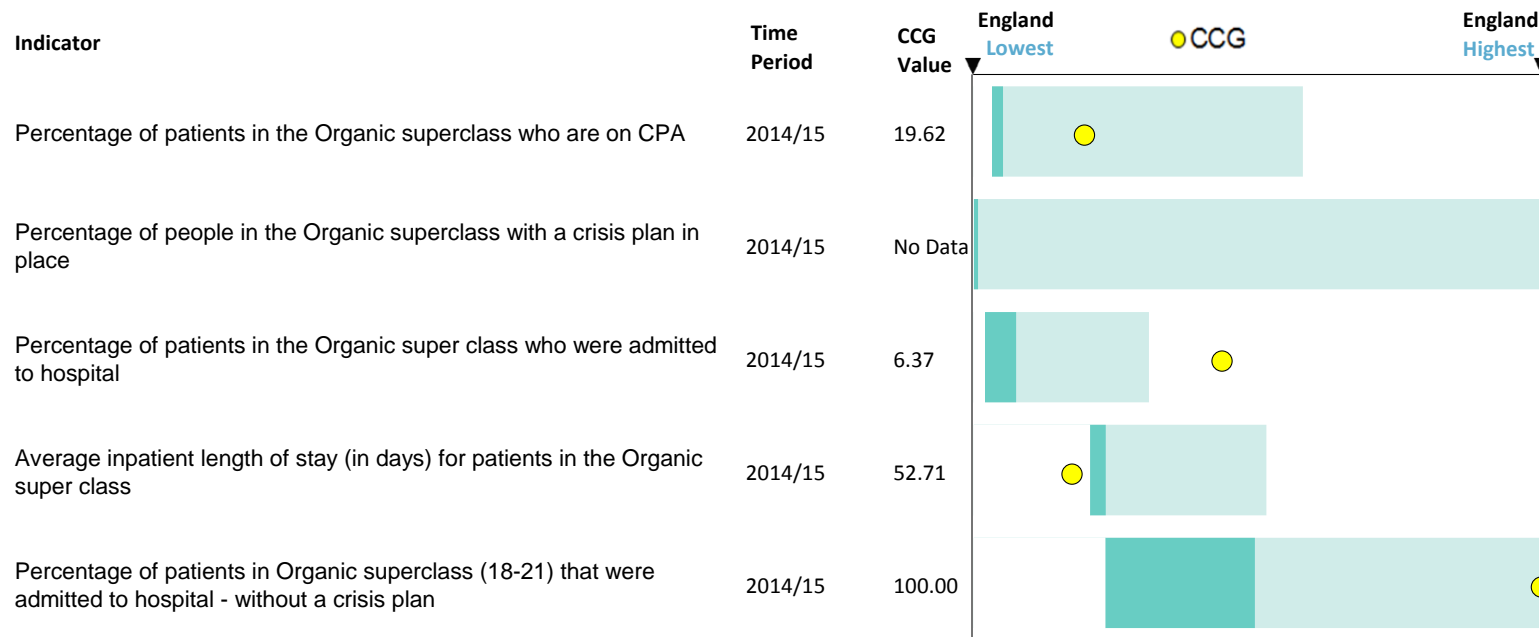 Indicator
Time
Period
CCG
Value
England
Lowest
CCG
England
Highest
Percentage of patients in the Organic superclass who are on CPA 2014/15 19.62
Percentage of people in the Organic superclass with a crisis plan in
place
2014/15 No Data
Percentage of patients in the Organic super class who were admitted
to hospital
2014/15 6.37
Average inpatient length of stay (in days) for patients in the Organic
super class
2014/15 52.71
Percentage of patients in Organic superclass (18-21) that were
admitted to hospital - without a crisis plan
2014/15 100.00